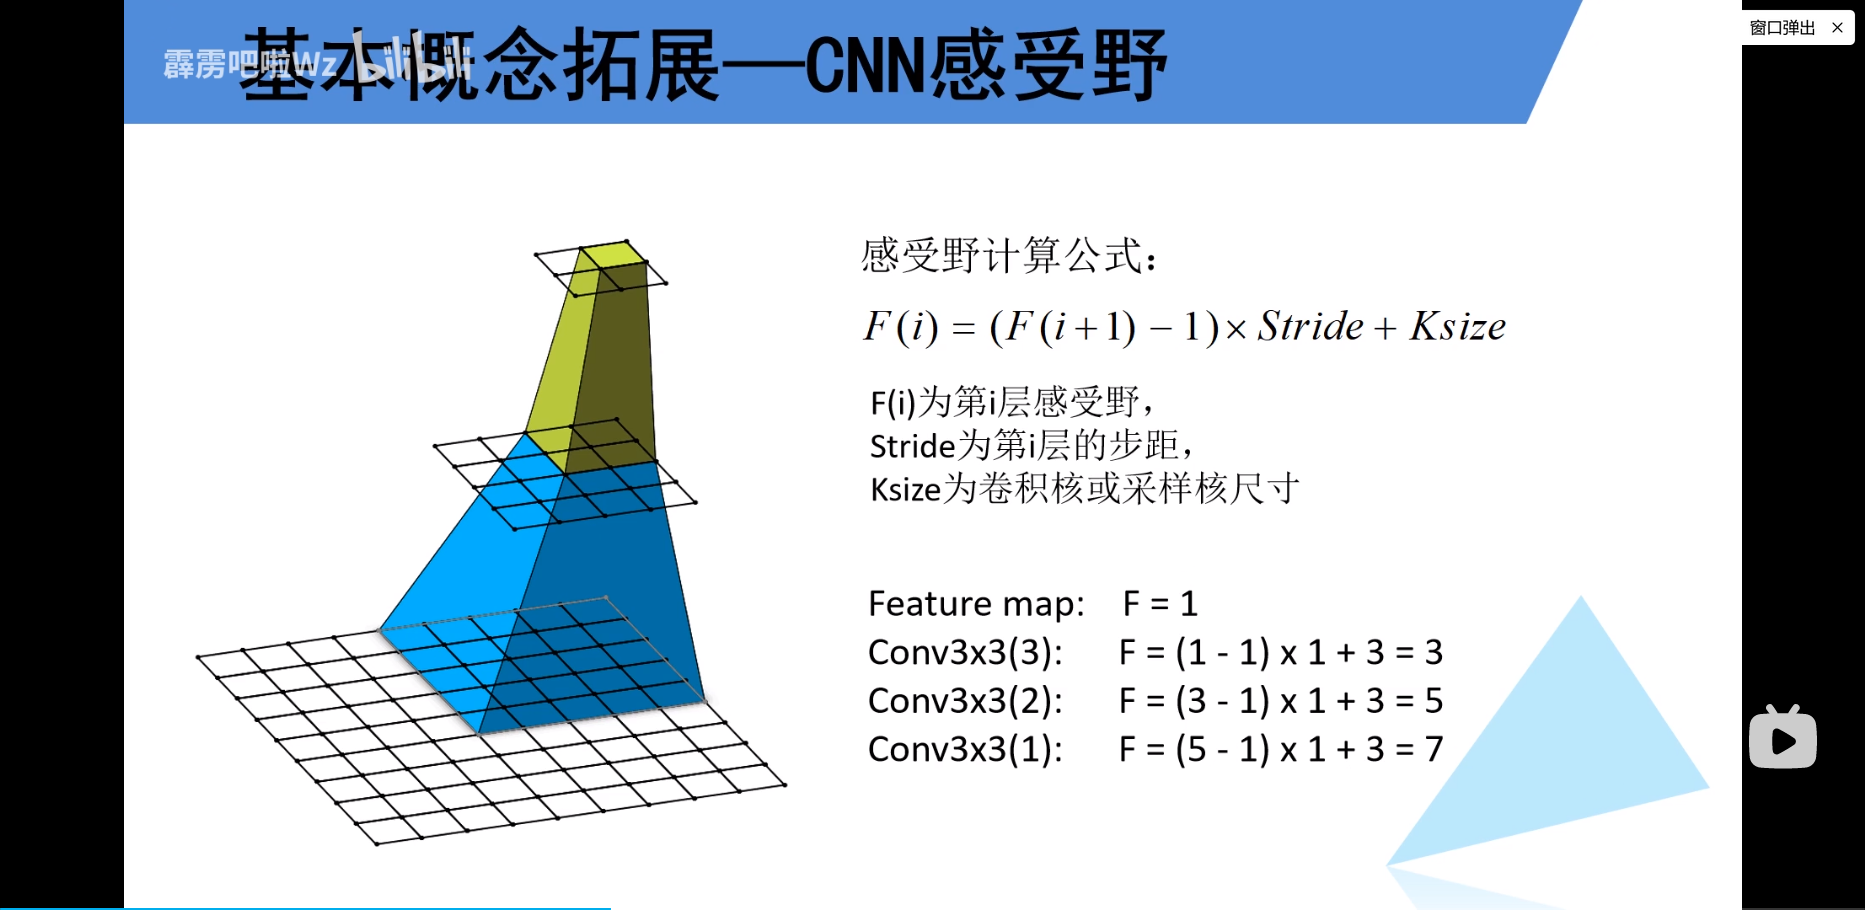 基本概念拓展—CNN感受野
霹雳吧啦Wz bilibili
窗口弹出 ×
感受野计算公式：
F(i) = (F(i+1) − 1) × Stride + Ksize
F(i)为第i层感受野，
Stride为第i层的步距，
Ksize为卷积核或采样核尺寸
Feature map: F = 1
Conv3x3(3): F = (1 - 1) x 1 + 3 = 3
Conv3x3(2): F = (3 - 1) x 1 + 3 = 5
Conv3x3(1): F = (5 - 1) x 1 + 3 = 7